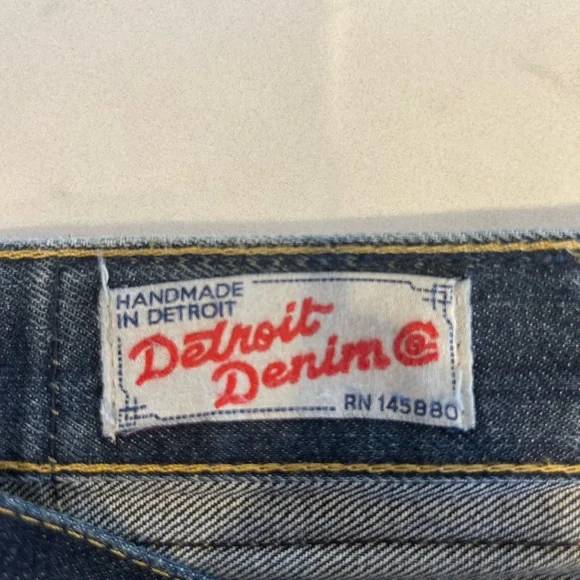 HANDMADE
IN DETROIT
Detroit
Denim Co
RN 145880